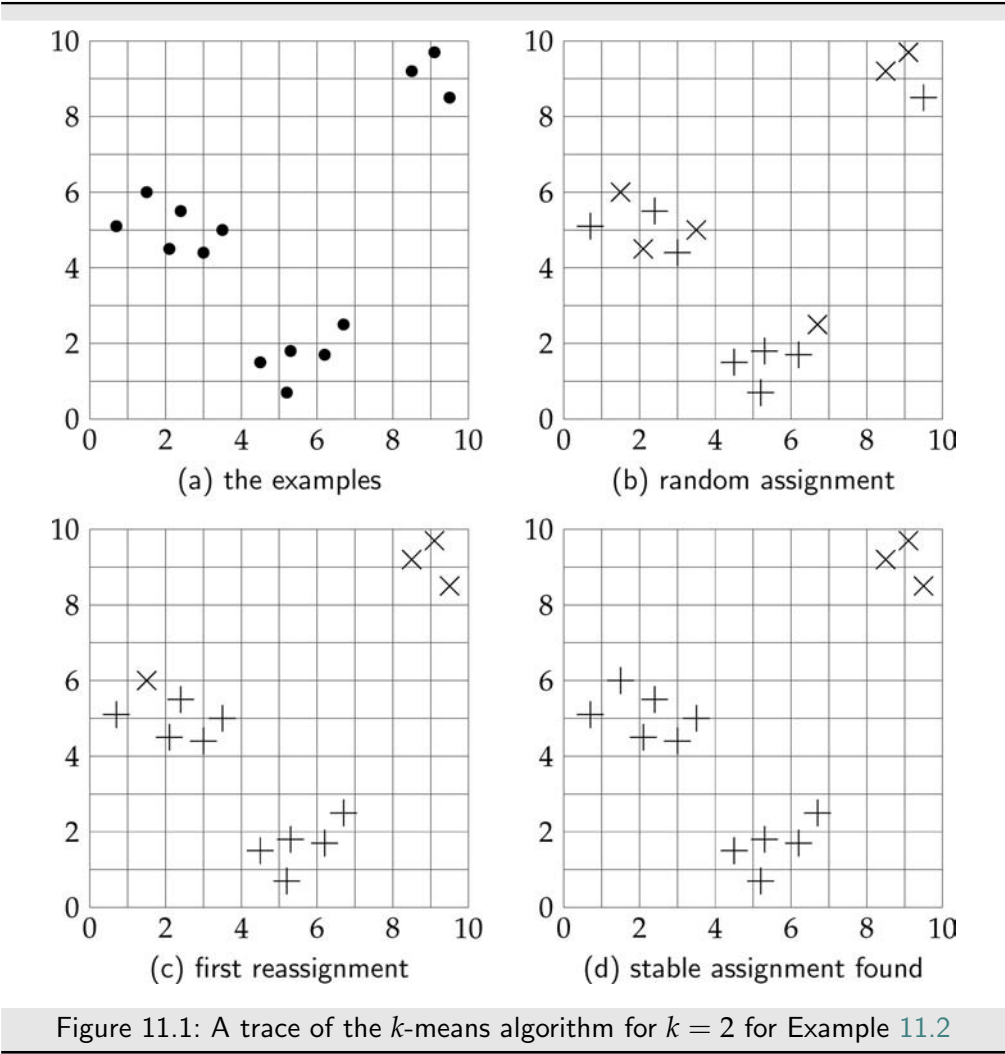 10
8
6
4
2
0
0 2 4 6 8 10
(a) the examples
10
8
6
4
2
0
0 2 4 6 8 10
(b) random assignment
10
8
6
4
2
0
0 2 4 6 8 10
(c) first reassignment
10
8
6
4
2
0
0 2 4 6 8 10
(d) stable assignment found
Figure 11.1: A trace of the k-means algorithm for k = 2 for Example 11.2